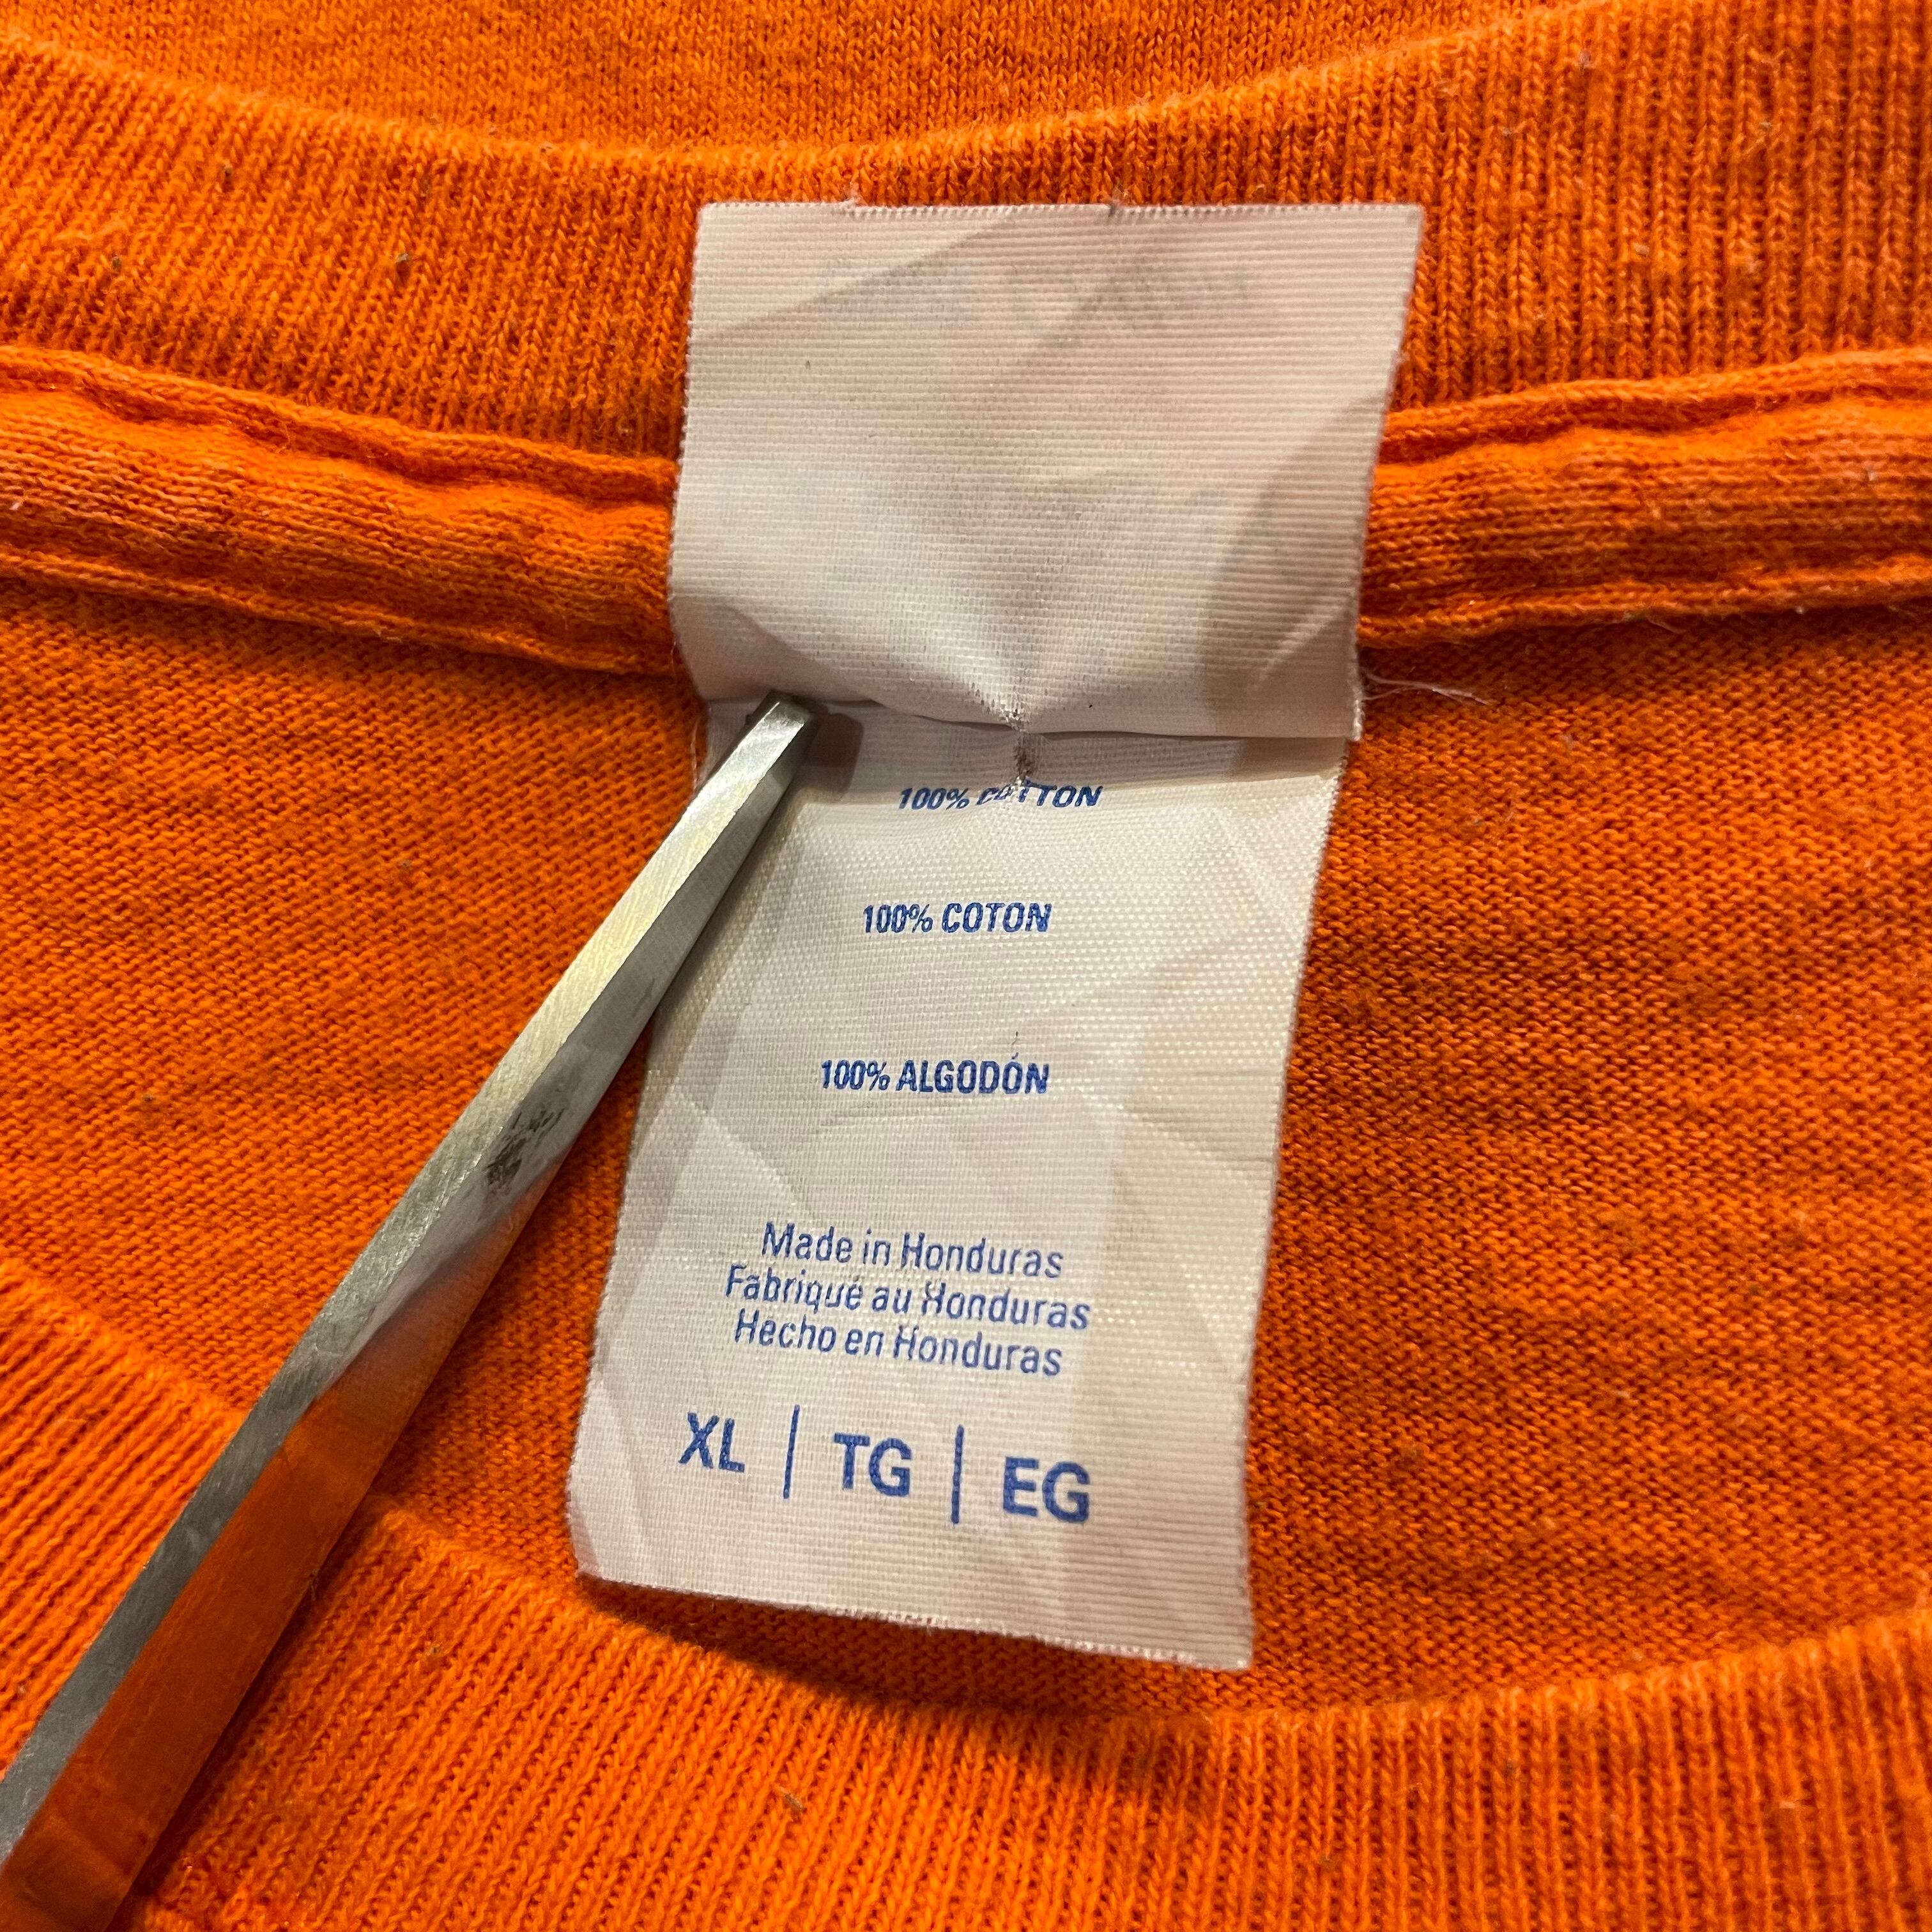 100% COTTON
100% COTON
100% ALGODÓN
Made in Honduras
Fabriqué au Honduras
Hecho en Honduras
XL | TG | EG